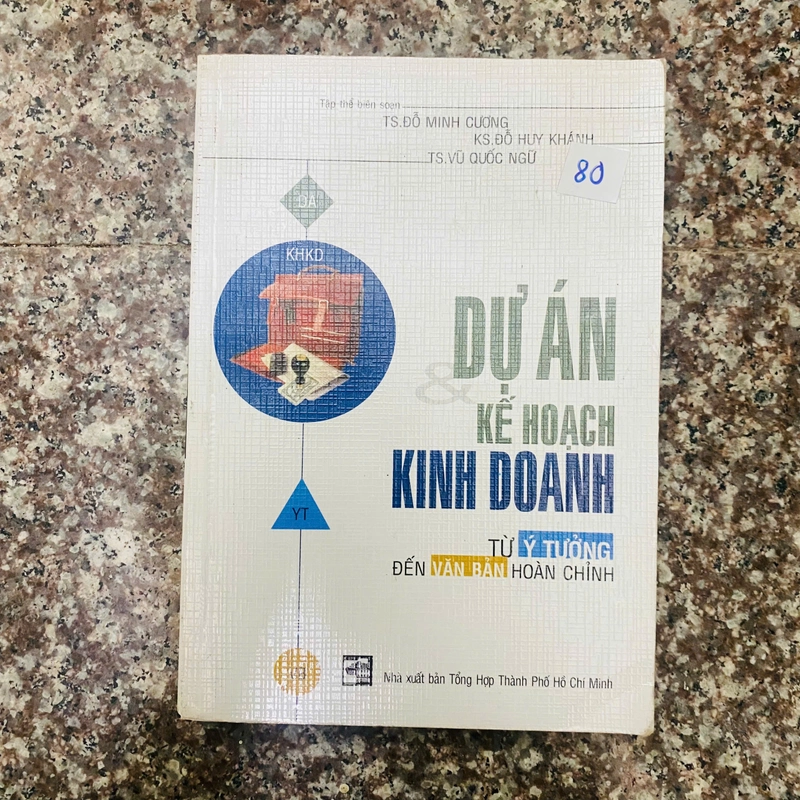 Tập thể biên soạn
TS.ĐỖ MINH CƯƠNG
KS.ĐỖ HUY KHÁNH
TS.VŨ QUỐC NGỮ
80
DA
KHKD
DỰ ÁN
&
KẾ HOẠCH
KINH DOANH
YT
TỪ Ý TƯỞNG
ĐẾN VĂN BẢN HOÀN CHỈNH
Nhà xuất bản Tổng Hợp Thành Phố Hồ Chí Minh